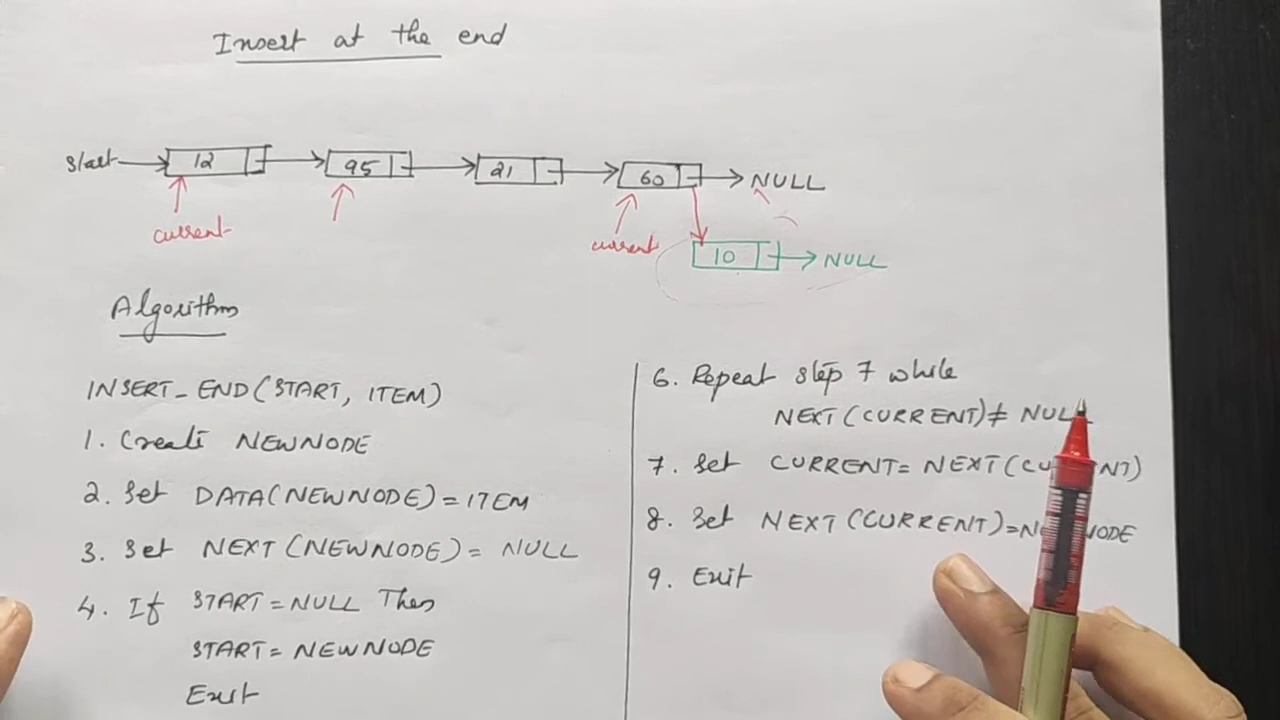 Insert at the end
Start 12 95 21 60 NULL
current
current
10 NULL
Algorithm
INSERT_END(START, ITEM)
1. Create NEWNODE
2. Set DATA(NEWNODE) = ITEM
3. Set NEXT (NEWNODE) = NULL
4. If START = NULL Then
START = NEWNODE
Exit
6. Repeat step 7 while
NEXT (CURRENT) ≠
7. Set CURRENT = NEXT
8. Set NEXT (CURRENT) =
9. Exit